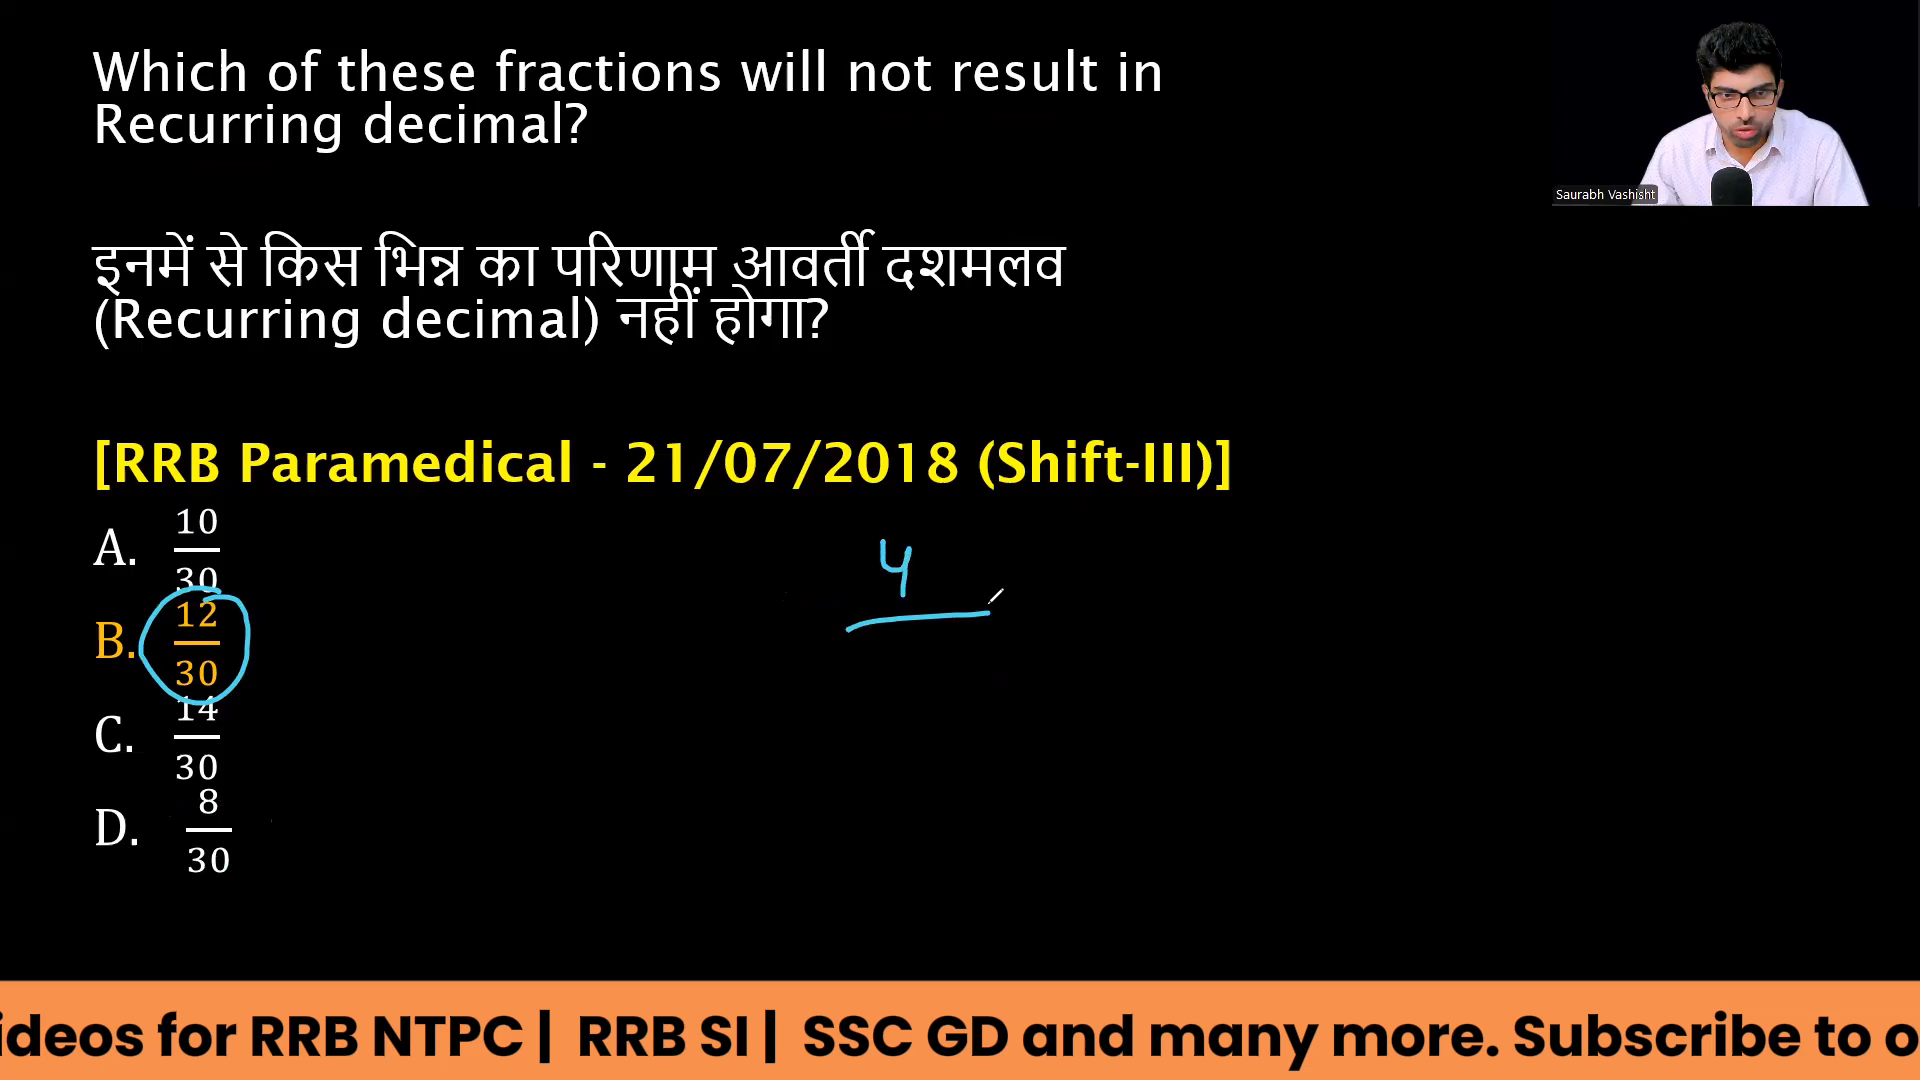 Which of these fractions will not result in
Recurring decimal?
Saurabh Vashisht
इनमें से किस भिन्न का परिणाम आवर्ती दशमलव
(Recurring decimal) नहीं होगा?
[RRB Paramedical - 21/07/2018 (Shift-III)]
A. 10/30
B. 12/30
C. 14/30
D. 8/30
4
ideos for RRB NTPC | RRB SI | SSC GD and many more. Subscribe to o